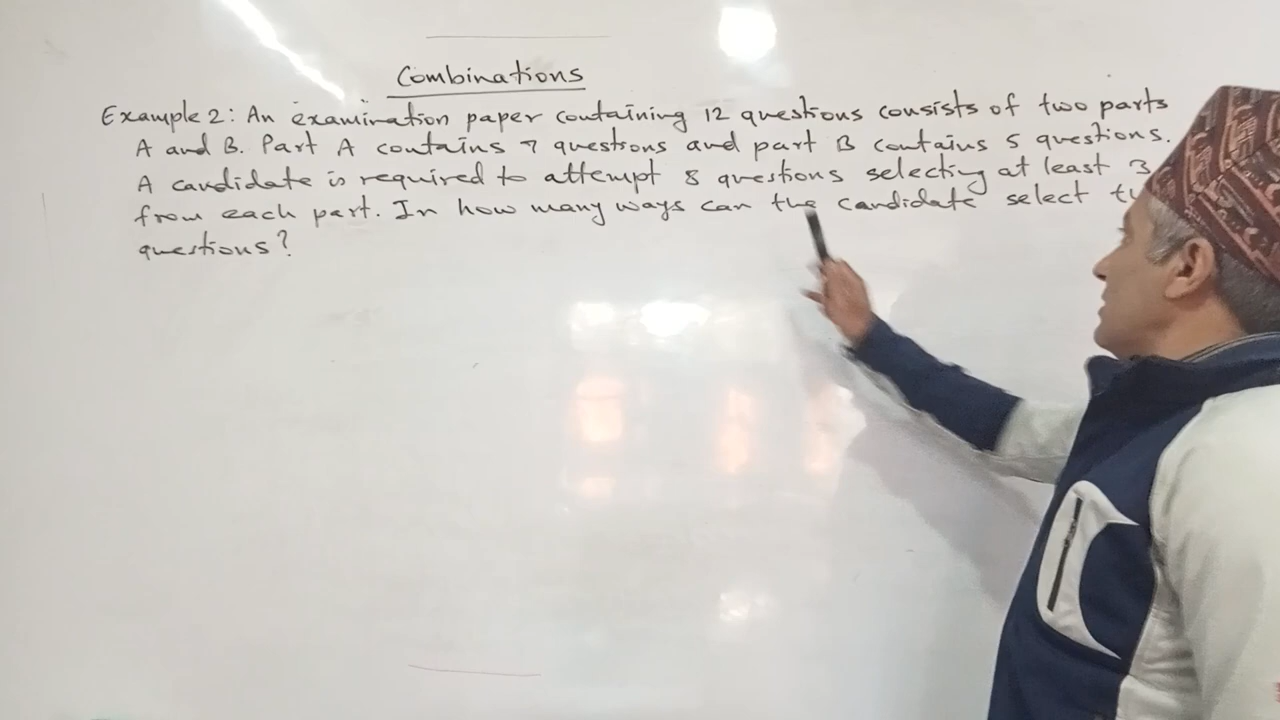 Combinations
Example 2: An examination paper containing 12 questions consists of two parts
A and B. Part A contains 7 questions and part B contains 5 questions.
A candidate is required to attempt 8 questions selecting at least 3
from each part. In how many ways can the candidate select
questions?